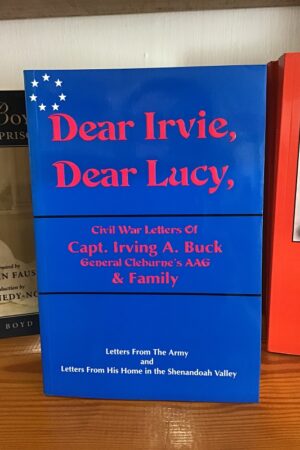 Dear Irvie,
Dear Lucy,
Civil War Letters Of
Capt. Irving A. Buck
General Cleburne's AAG
& Family
Letters From The Army
and
Letters From His Home in the Shenandoah Valley
BOYD